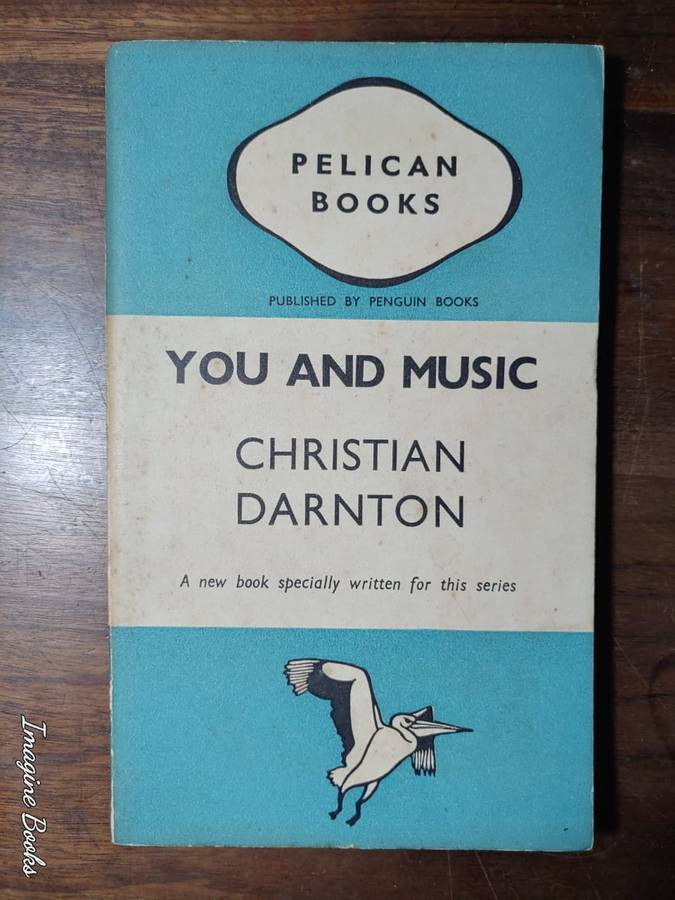 PELICAN
BOOKS
PUBLISHED BY PENGUIN BOOKS
YOU AND MUSIC
CHRISTIAN
DARNTON
A new book specially written for this series
Imagine Books